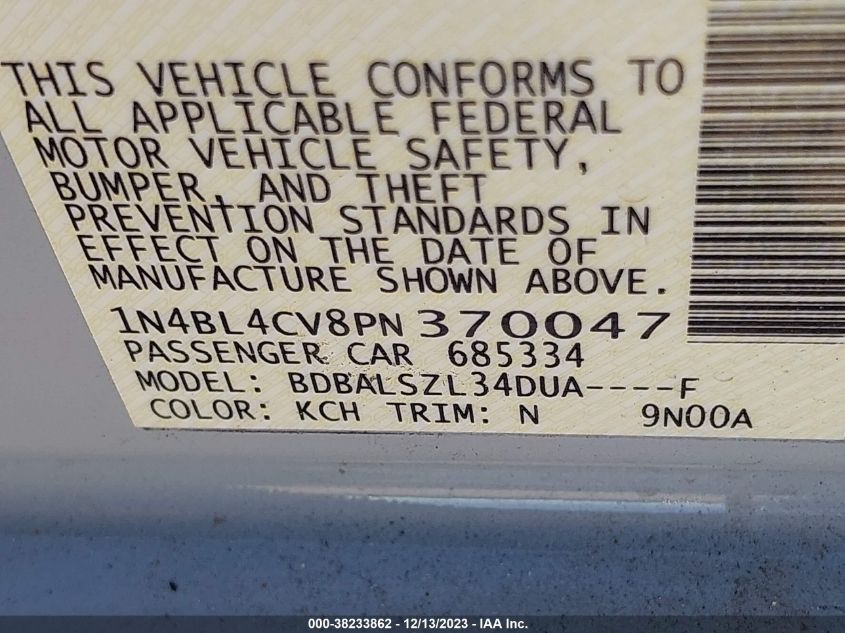 THIS VEHICLE CONFORMS TO
ALL APPLICABLE FEDERAL
MOTOR VEHICLE SAFETY,
BUMPER, AND THEFT
PREVENTION STANDARDS IN
EFFECT ON THE DATE OF
MANUFACTURE SHOWN ABOVE.
1N4BL4CV8PN 370047
PASSENGER CAR 685334
MODEL: BDBALSZL34DUA----F
COLOR: KCH TRIM: N 9N00A
000-38233862 - 12/13/2023 - IAA Inc.